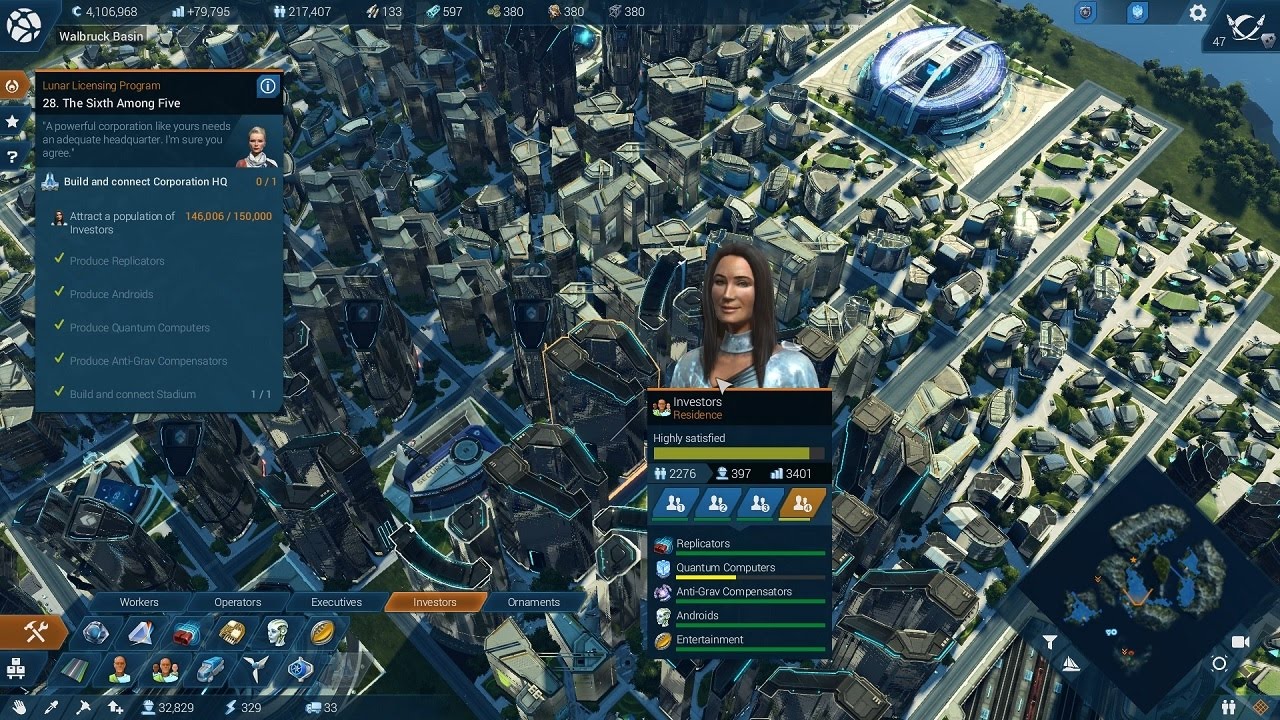 4,106,968 +79,795 217,407 133 597 380 380 380
Walbruck Basin
47
Lunar Licensing Program
28. The Sixth Among Five
"A powerful corporation like yours needs
an adequate headquarter. I'm sure you
agree."
Build and connect Corporation HQ 0 / 1
Attract a population of 146,006 / 150,000
Investors
Produce Replicators
Produce Androids
Produce Quantum Computers
Produce Anti-Grav Compensators
Build and connect Stadium 1 / 1
Investors
Residence
Highly satisfied
2276 397 3401
1 2 3 4
Replicators
Quantum Computers
Anti-Grav Compensators
Androids
Entertainment
Workers Operators Executives Investors Ornaments
32,829 329 33